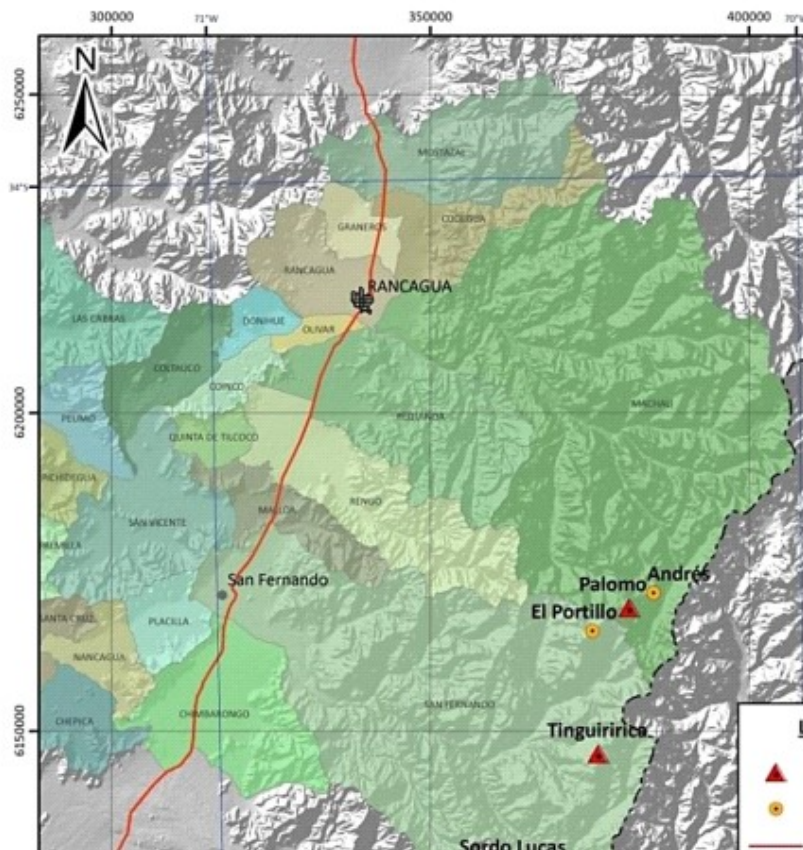 300000
71°W
350000
400000
70°W
N
6250000
34°S
6200000
6150000
MOSTAZAL
GRANEROS
CODEGUA
RANCAGUA
RANCAGUA
DOÑIHUE
OLIVAR
LAS CABRAS
COLTAUCO
COINCO
PEUMO
REQUINOA
MACHALI
QUINTA DE TILCOCO
PICHIDEGUA
RENGO
MALLOA
SAN VICENTE
PALMILLA
San Fernando
Palomo
Andrés
El Portillo
SANTA CRUZ
PLACILLA
NANCAGUA
CHEPICA
CHIMBARONGO
SAN FERNANDO
Tinguiririca
Sordo Lucas